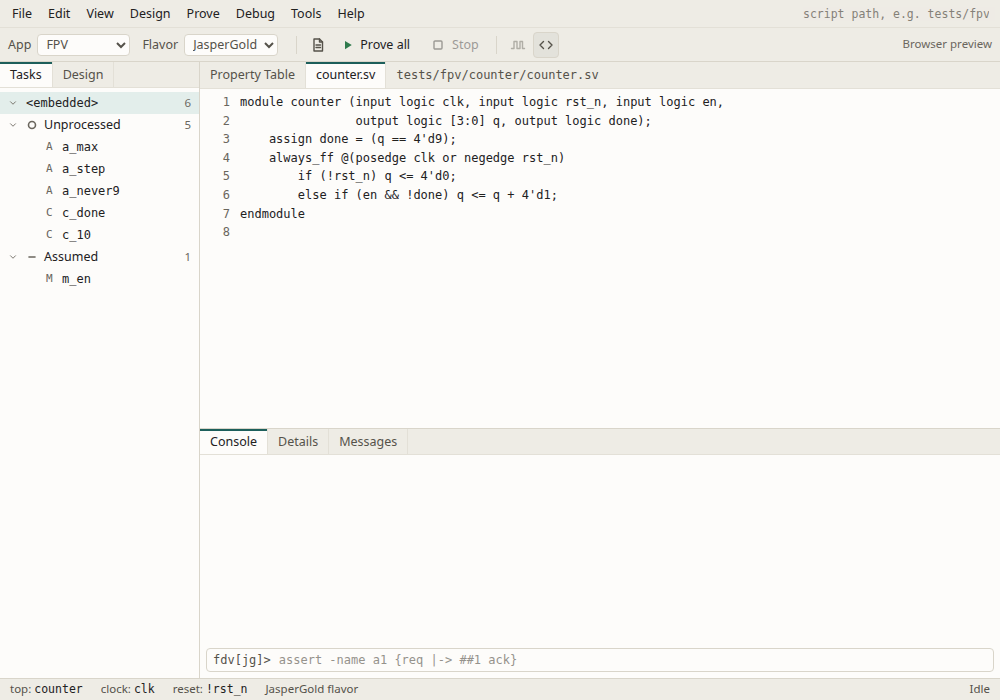 File Edit View Design Prove Debug Tools Help script path, e.g. tests/fpv
App FPV Flavor JasperGold Prove all Stop Browser preview
Tasks Design
<embedded> 6
Unprocessed 5
A a_max
A a_step
A a_never9
C c_done
C c_10
Assumed 1
M m_en
Property Table counter.sv tests/fpv/counter/counter.sv
1 module counter (input logic clk, input logic rst_n, input logic en,
2                 output logic [3:0] q, output logic done);
3     assign done = (q == 4'd9);
4     always_ff @(posedge clk or negedge rst_n)
5         if (!rst_n) q <= 4'd0;
6         else if (en && !done) q <= q + 4'd1;
7 endmodule
8
Console Details Messages
fdv[jg]> assert -name a1 {req |-> ##1 ack}
top: counter clock: clk reset: !rst_n JasperGold flavor Idle